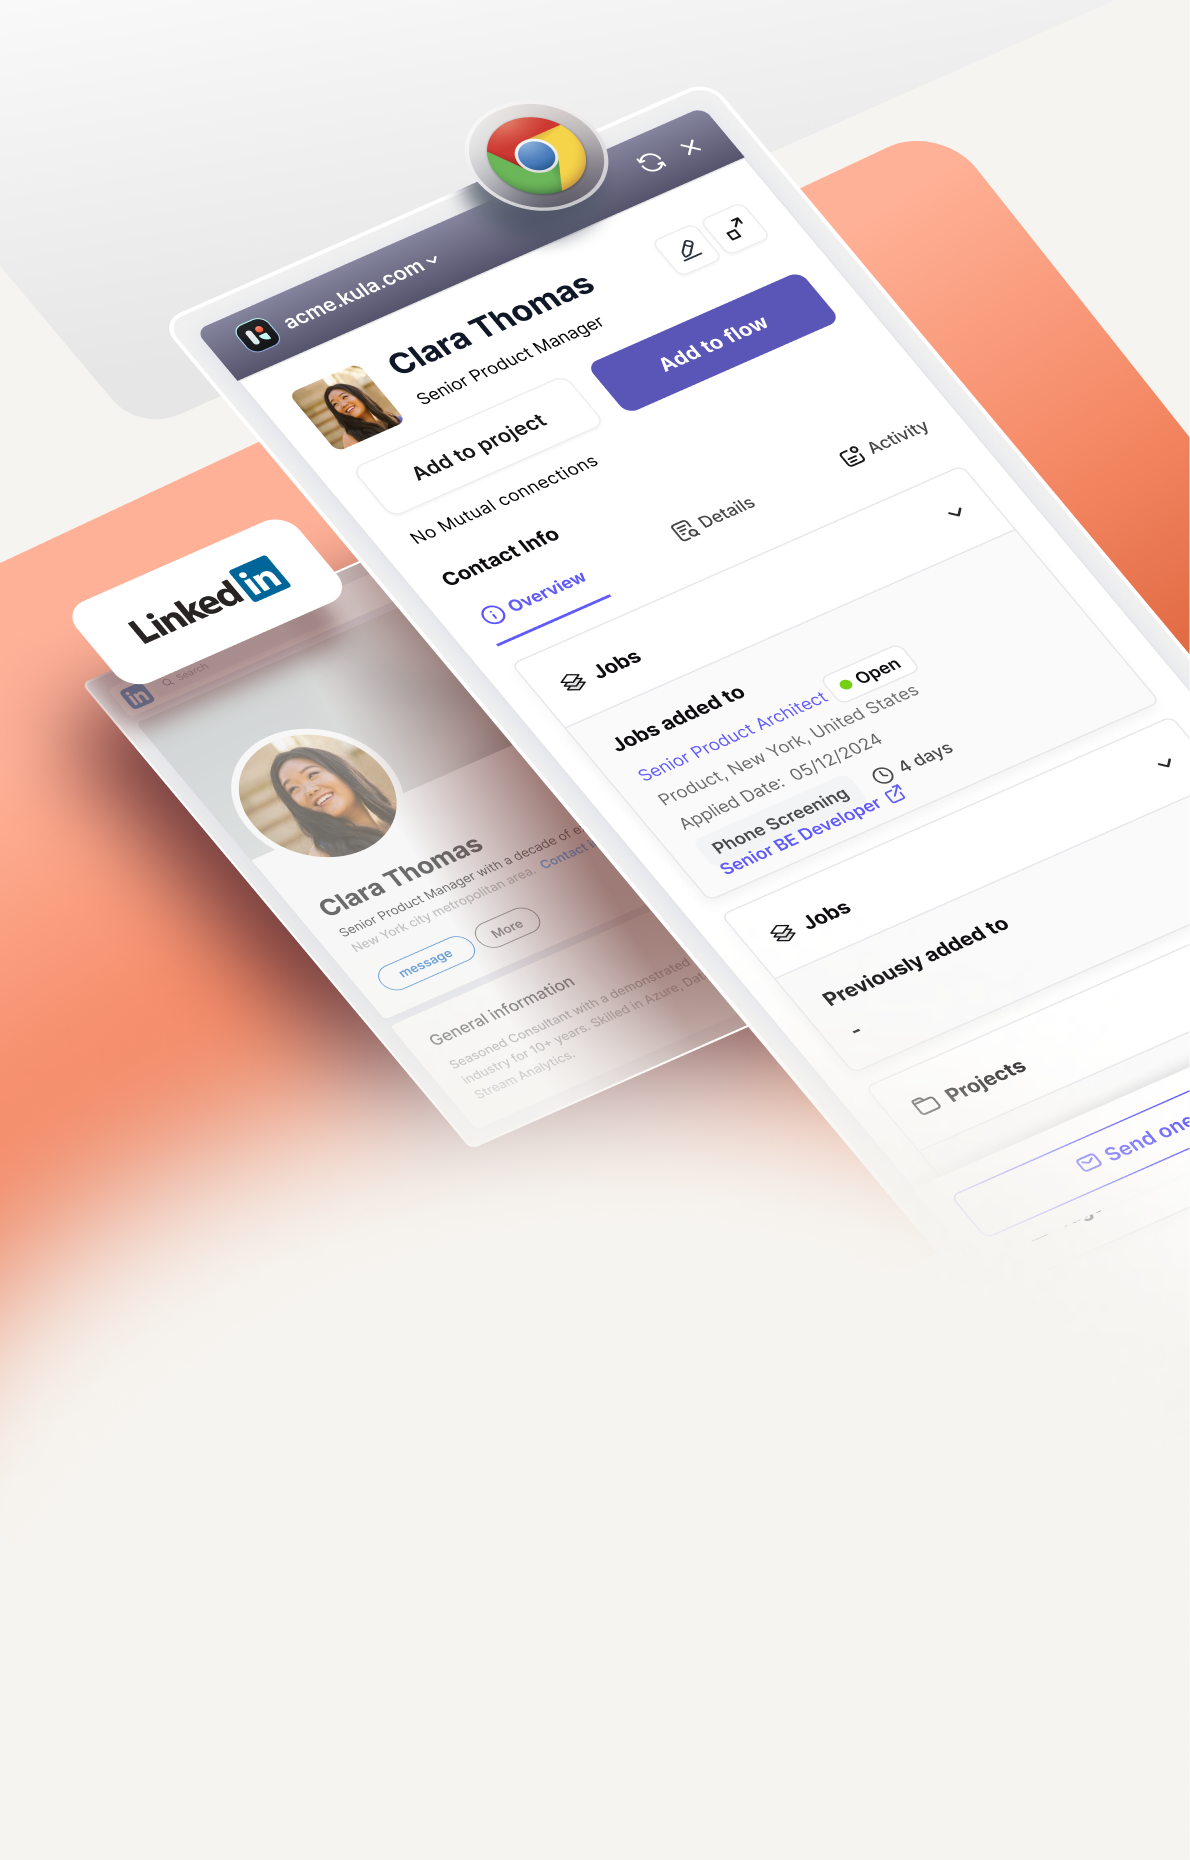 acme.kula.com
Clara Thomas
Senior Product Manager
Add to project
Add to flow
No Mutual connections
Contact Info
Overview
Details
Activity
Jobs
Jobs added to
Senior Product Architect
Open
Product, New York, United States
Applied Date: 05/12/2024
Phone Screening
4 days
Senior BE Developer
Jobs
Previously added to
-
Projects
Send one
Linked in
in
Search
Clara Thomas
Senior Product Manager with a decade of
New York city metropolitan area. Contact
message
More
General information
Seasoned Consultant with a demonstrated
industry for 10+ years. Skilled in Azure,
Stream Analytics.